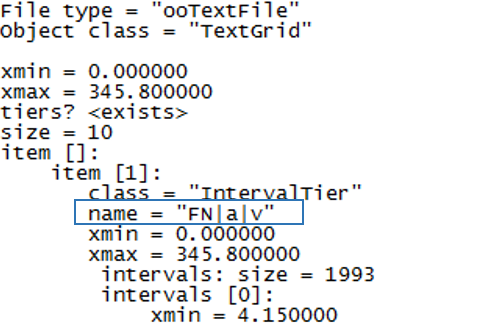 File type = "ooTextFile"
Object class = "TextGrid"
xmin = 0.000000
xmax = 345.800000
tiers? <exists>
size = 10
item []:
item [1]:
class = "IntervalTier"
name = "FN|a|v"
xmin = 0.000000
xmax = 345.800000
intervals: size = 1993
intervals [0]:
xmin = 4.150000